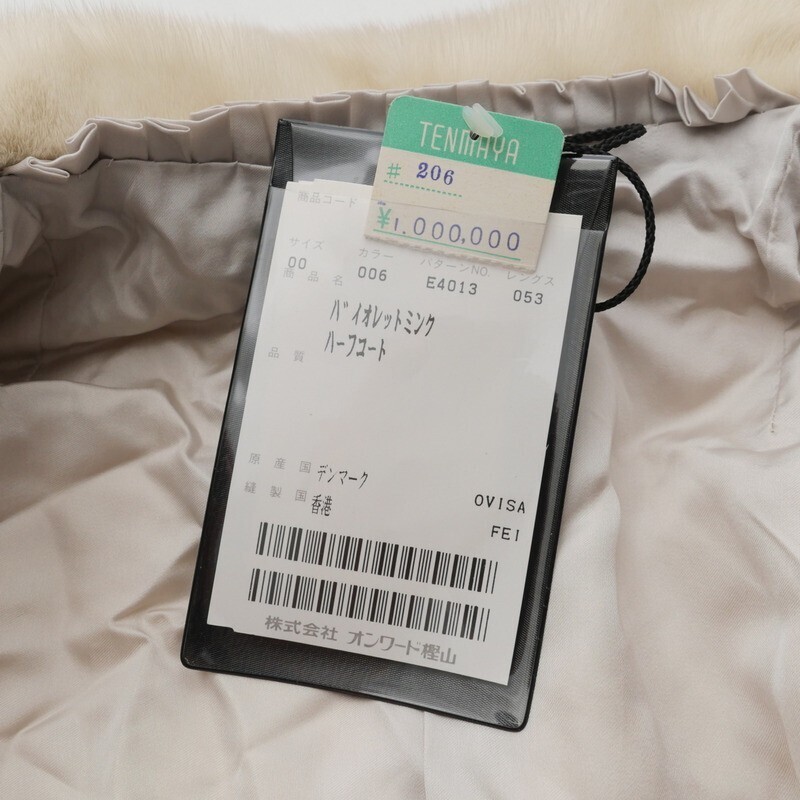 TENMAYA
# 206
¥1,000,000
商品コード
サイズ カラー パターンNO. レングス
00 006 E4013 053
商品名 バイオレットミンク
ハーフコート
品質
原産国 デンマーク
縫製国 香港
OVISA
FEI
株式会社 オンワード樫山